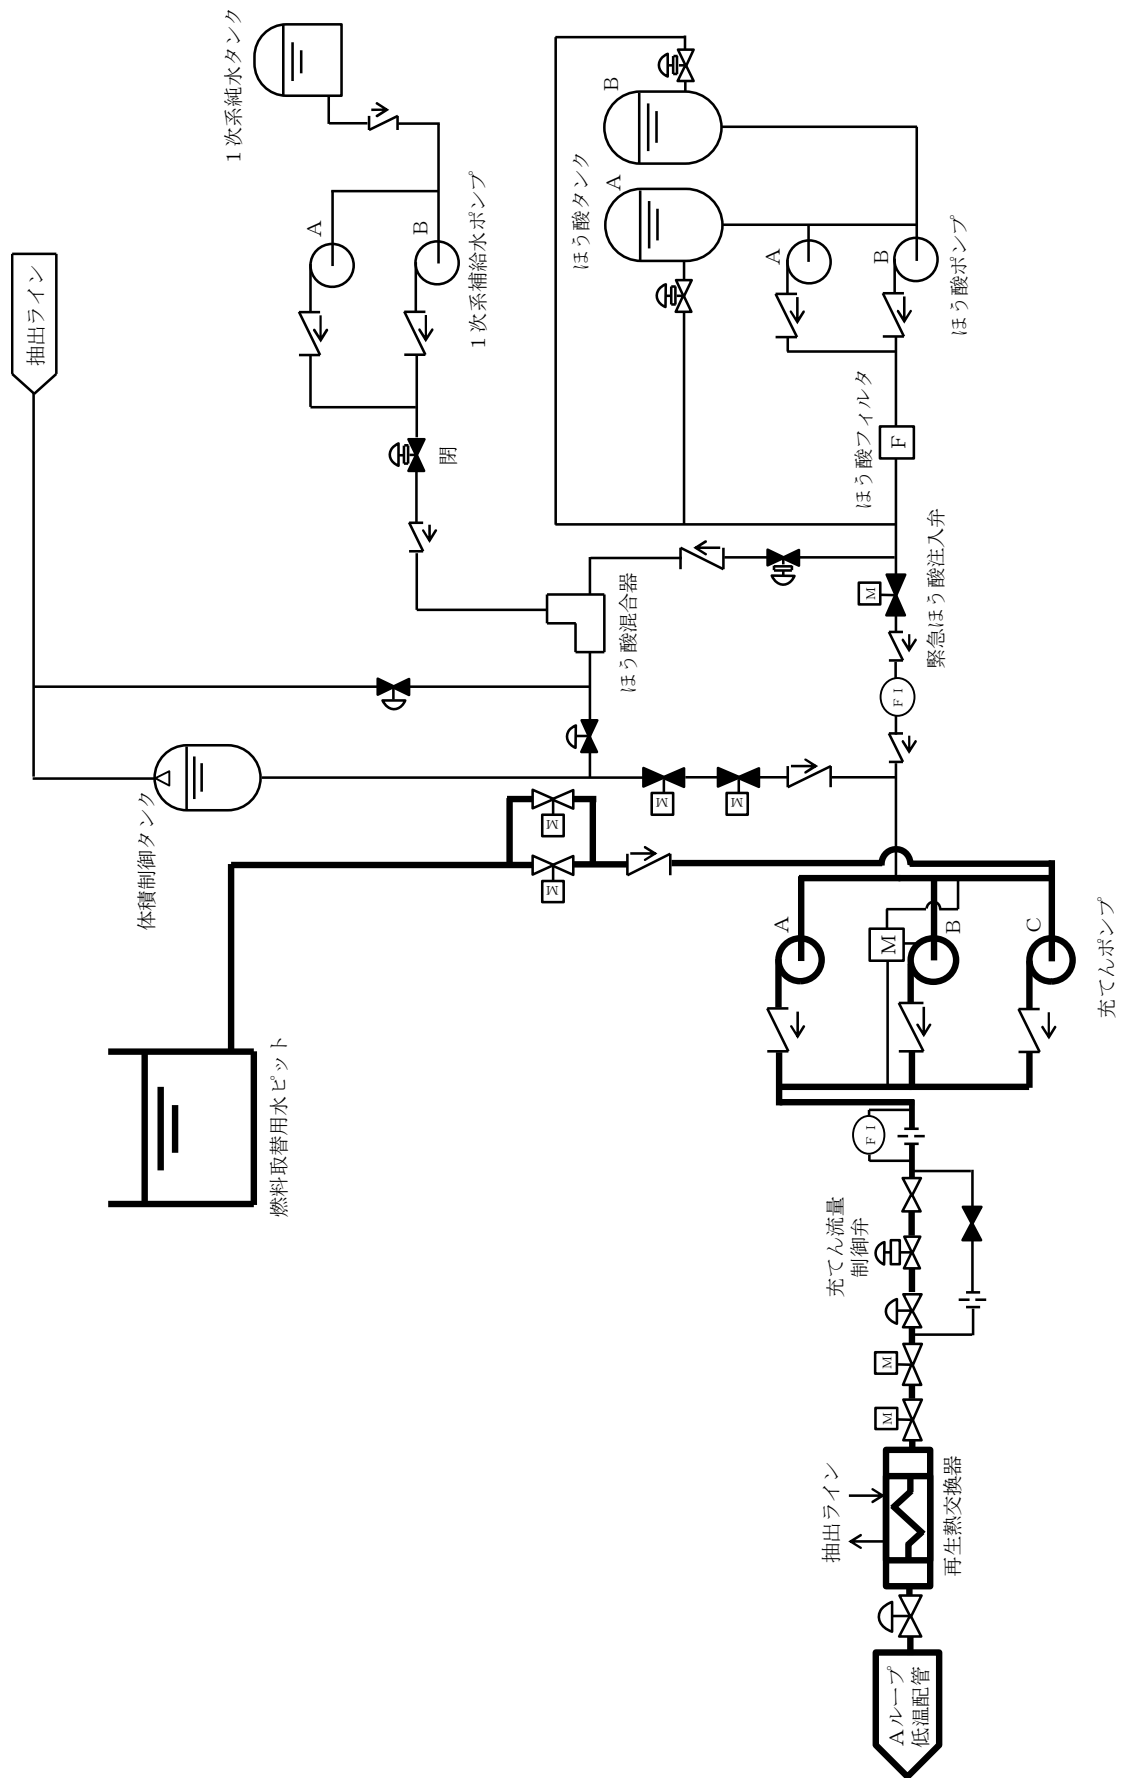 抽出ライン
1次系純水タンク
A
B
1次系補給水ポンプ
閉
B
A
ほう酸タンク
A
B
ほう酸ポンプ
ほう酸フィルタ
F
ほう酸混合器
M
緊急ほう酸注入弁
FI
体積制御タンク
M
M
M
M
燃料取替用水ピット
A
M
B
C
充てんポンプ
FI
充てん流量
制御弁
M
M
抽出ライン
再生熱交換器
Aループ
低温配管